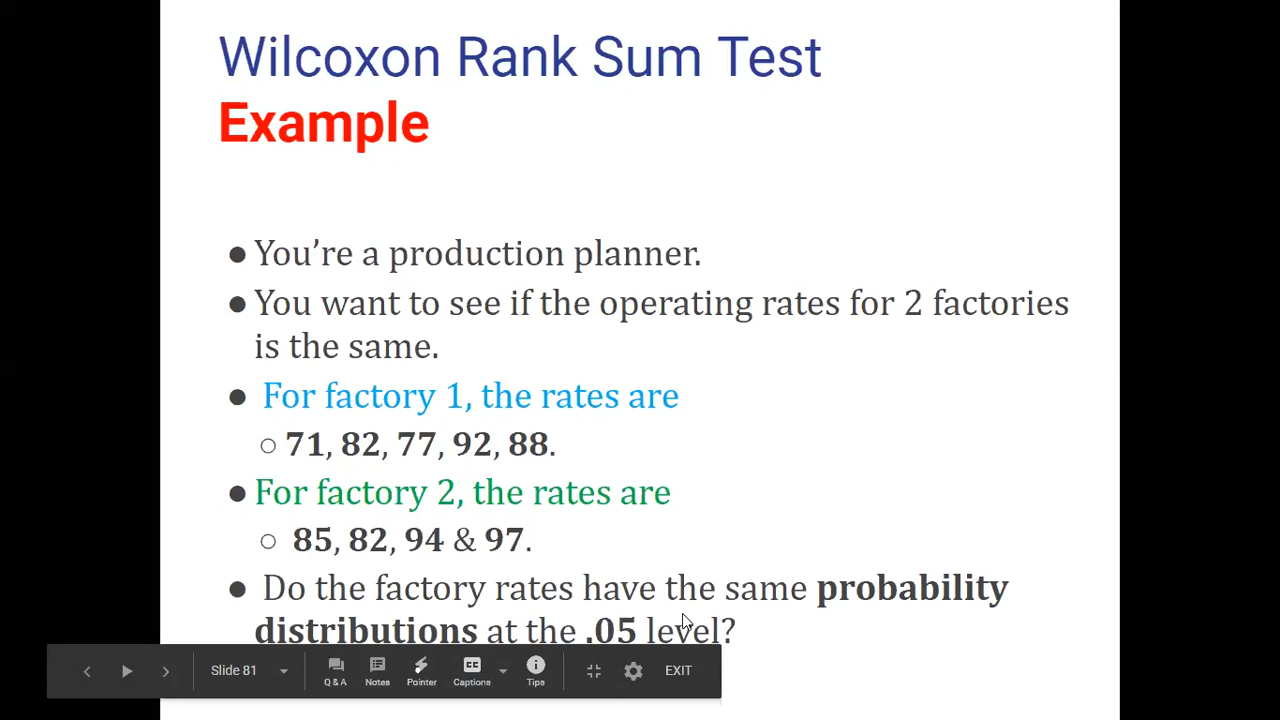 Wilcoxon Rank Sum Test
Example
● You’re a production planner.
● You want to see if the operating rates for 2 factories
is the same.
● For factory 1, the rates are
○ 71, 82, 77, 92, 88.
● For factory 2, the rates are
○ 85, 82, 94 & 97.
● Do the factory rates have the same probability
distributions at the .05 level?
Slide 81
Q & A Notes Pointer Captions Tips EXIT